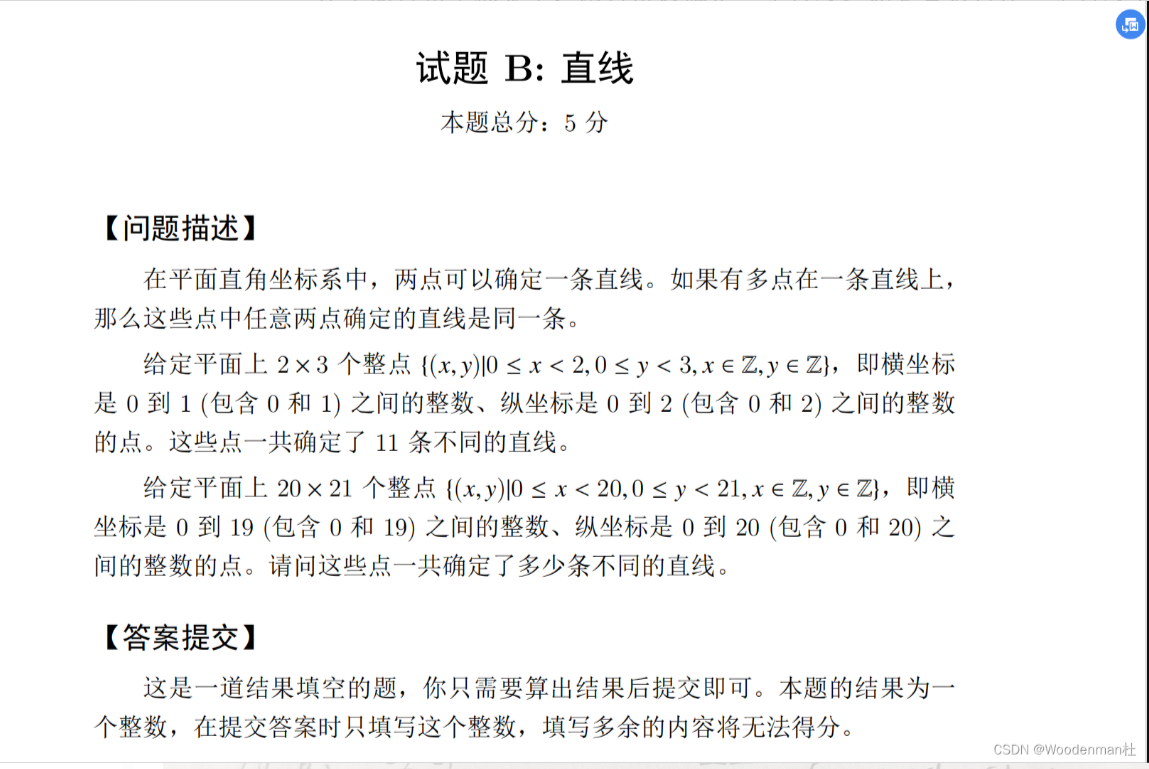 试题 B: 直线
本题总分：5 分
【问题描述】
在平面直角坐标系中，两点可以确定一条直线。如果有多点在一条直线上，
那么这些点中任意两点确定的直线是同一条。
给定平面上 2 × 3 个整点 {(x, y)|0 ≤ x < 2, 0 ≤ y < 3, x ∈ ℤ, y ∈ ℤ}，即横坐标
是 0 到 1 (包含 0 和 1) 之间的整数、纵坐标是 0 到 2 (包含 0 和 2) 之间的整数
的点。这些点一共确定了 11 条不同的直线。
给定平面上 20 × 21 个整点 {(x, y)|0 ≤ x < 20, 0 ≤ y < 21, x ∈ ℤ, y ∈ ℤ}，即横
坐标是 0 到 19 (包含 0 和 19) 之间的整数、纵坐标是 0 到 20 (包含 0 和 20) 之
间的整数的点。请问这些点一共确定了多少条不同的直线。
【答案提交】
这是一道结果填空的题，你只需要算出结果后提交即可。本题的结果为一
个整数，在提交答案时只填写这个整数，填写多余的内容将无法得分。
CSDN @Woodenman杜